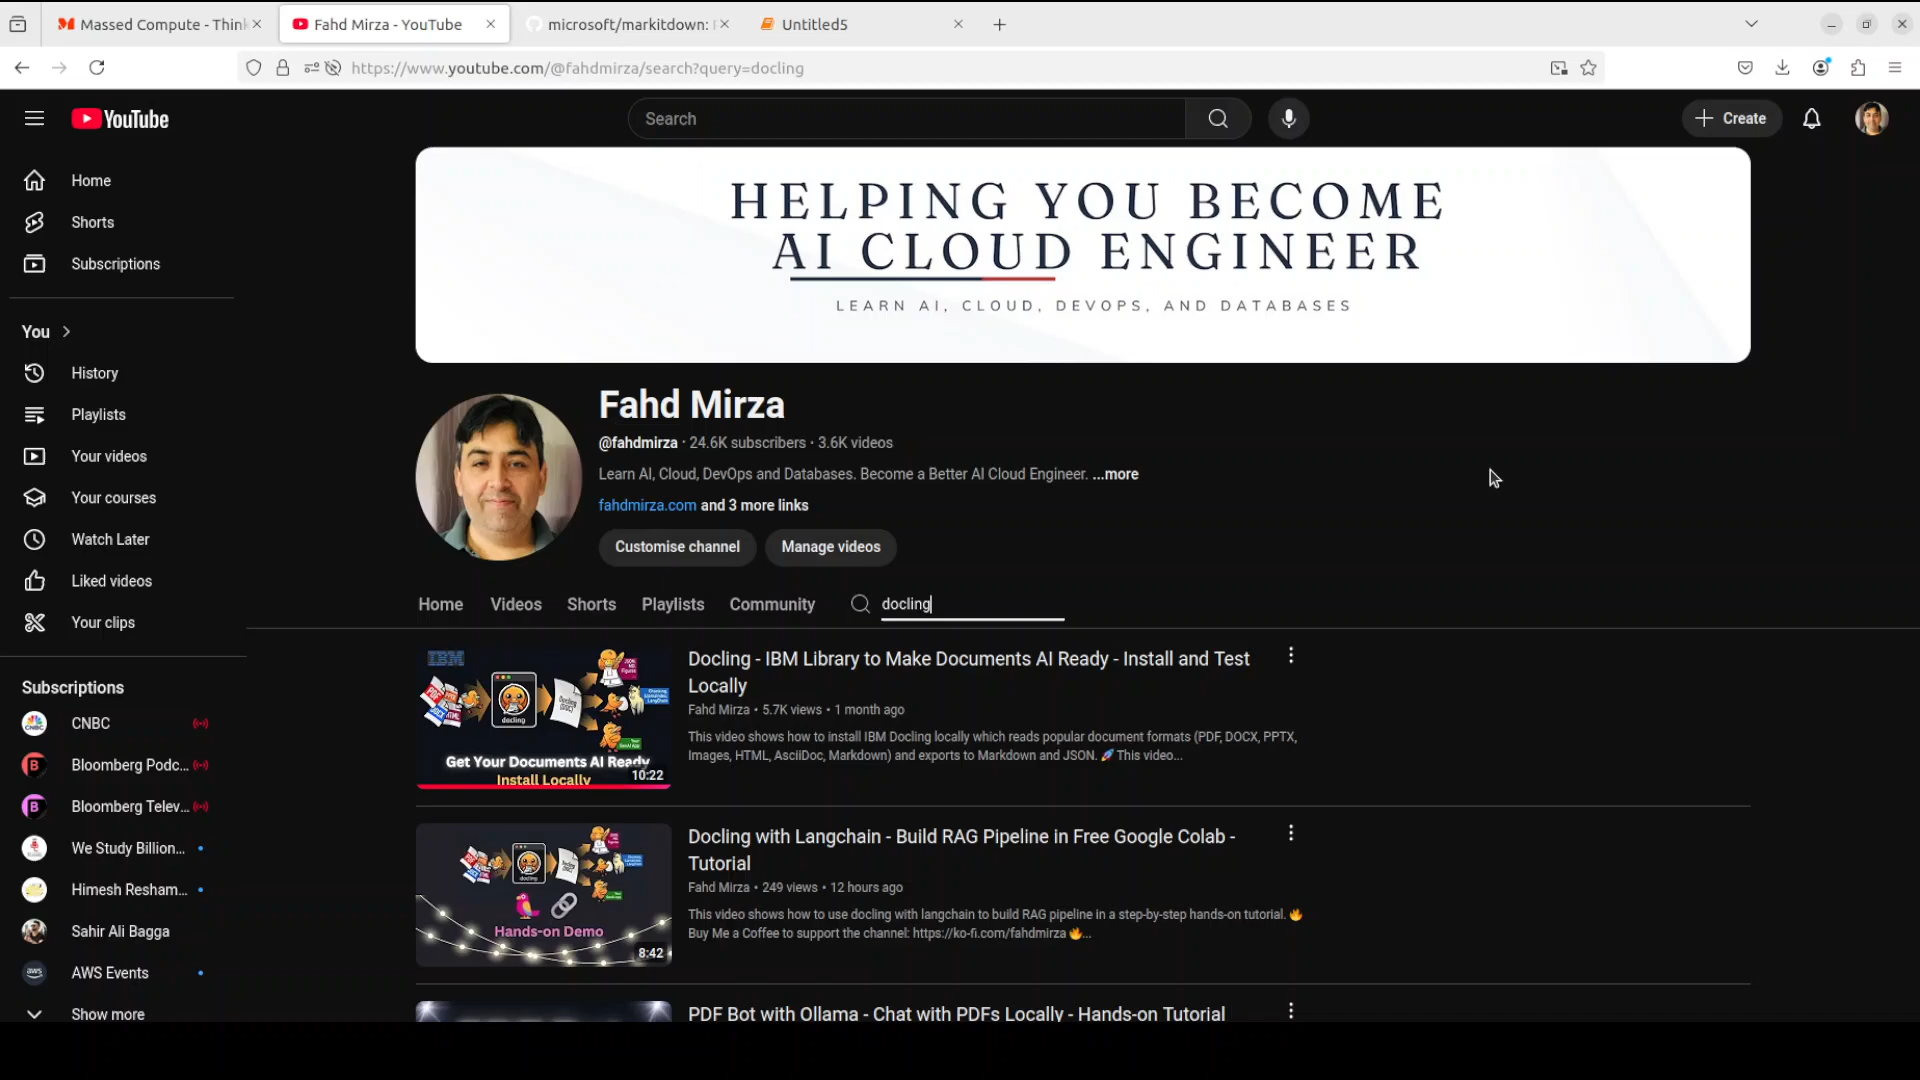 Massed Compute - Think
Fahd Mirza - YouTube
microsoft/markitdown:
Untitled5
https://www.youtube.com/@fahdmirza/search?query=docling
YouTube
Search
Create
Home
Shorts
Subscriptions
You
History
Playlists
Your videos
Your courses
Watch Later
Liked videos
Your clips
Subscriptions
CNBC
Bloomberg Podc...
Bloomberg Telev...
We Study Billion...
Himesh Resham...
Sahir Ali Bagga
AWS Events
Show more
HELPING YOU BECOME
AI CLOUD ENGINEER
LEARN AI, CLOUD, DEVOPS, AND DATABASES
Fahd Mirza
@fahdmirza · 24.6K subscribers · 3.6K videos
Learn AI, Cloud, DevOps and Databases. Become a Better AI Cloud Engineer. ...more
fahdmirza.com and 3 more links
Customise channel
Manage videos
Home
Videos
Shorts
Playlists
Community
docling
IBM
docling
Get Your Documents AI Ready
Install Locally
10:22
Docling - IBM Library to Make Documents AI Ready - Install and Test
Locally
Fahd Mirza • 5.7K views • 1 month ago
This video shows how to install IBM Docling locally which reads popular document formats (PDF, DOCX, PPTX,
Images, HTML, AsciiDoc, Markdown) and exports to Markdown and JSON. 🚀 This video...
Hands-on Demo
8:42
Docling with Langchain - Build RAG Pipeline in Free Google Colab -
Tutorial
Fahd Mirza • 249 views • 12 hours ago
This video shows how to use docling with langchain to build RAG pipeline in a step-by-step hands-on tutorial. 🔥
Buy Me a Coffee to support the channel: https://ko-fi.com/fahdmirza 🔥...
PDF Bot with Ollama - Chat with PDFs Locally - Hands-on Tutorial